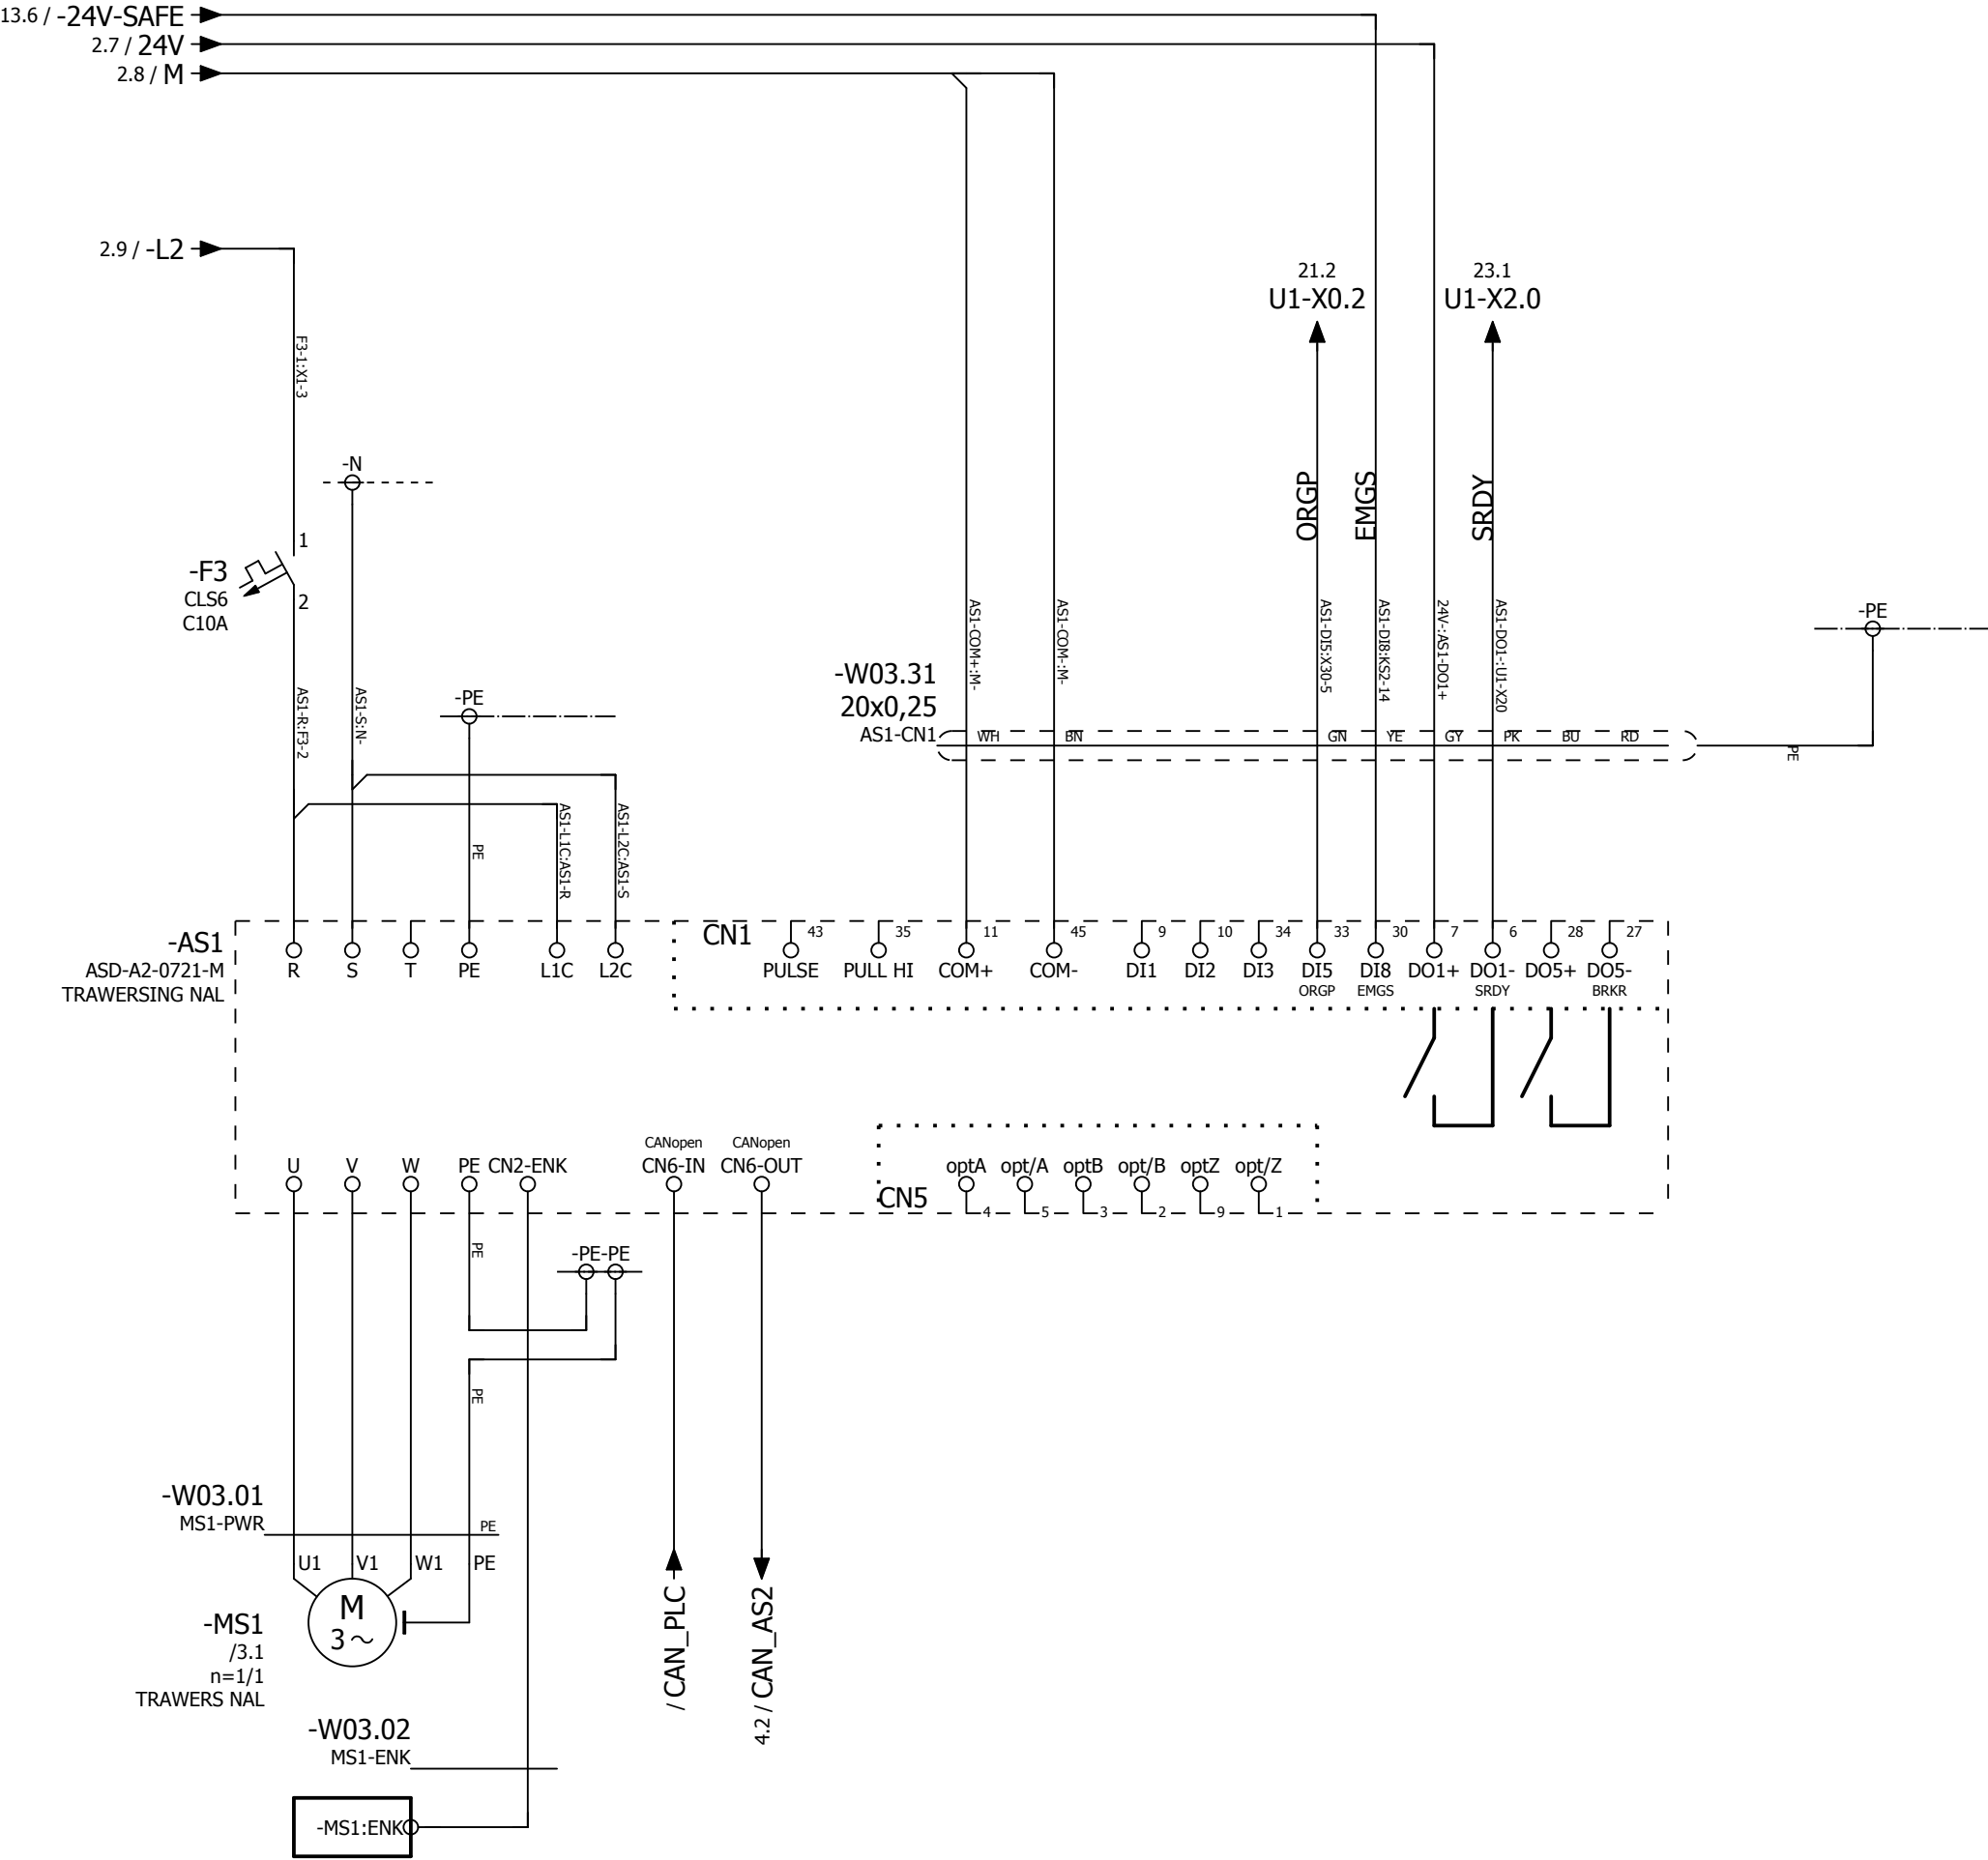 13.6 / -24V-SAFE
2.7 / 24V
2.8 / M
2.9 / -L2
21.2
U1-X0.2
23.1
U1-X2.0
F3-1:X1-3
-N
ORGP
EMGS
SRDY
1
-F3
CLS6
C10A
2
AS1-COM+:M-
AS1-COM-:M-
AS1-DI5:X30-5
AS1-DI8:KS2-14
24V-:AS1-DO1+
AS1-DO1-:U1-X20
-PE
-W03.31
20x0,25
AS1-CN1
WH BN GN YE GY PK BU RD
PE
AS1-R:F3-2
AS1-S:N-
-PE
PE
AS1-L1C:AS1-R
AS1-L2C:AS1-S
-AS1
ASD-A2-0721-M
TRAWERSING NAL
CN1
43 35 11 45 9 10 34 33 30 7 6 28 27
R S T PE L1C L2C PULSE PULL HI COM+ COM- DI1 DI2 DI3 DI5 DI8 DO1+ DO1- DO5+ DO5-
ORGP EMGS SRDY BRKR
CANopen CANopen
U V W PE CN2-ENK CN6-IN CN6-OUT optA opt/A optB opt/B optZ opt/Z
CN5
4 5 3 2 9 1
PE
-PE-PE
PE
-W03.01
MS1-PWR
PE
U1 V1 W1 PE
M
3~
-MS1
/3.1
n=1/1
TRAWERS NAL
/ CAN_PLC
4.2 / CAN_AS2
-W03.02
MS1-ENK
-MS1:ENK